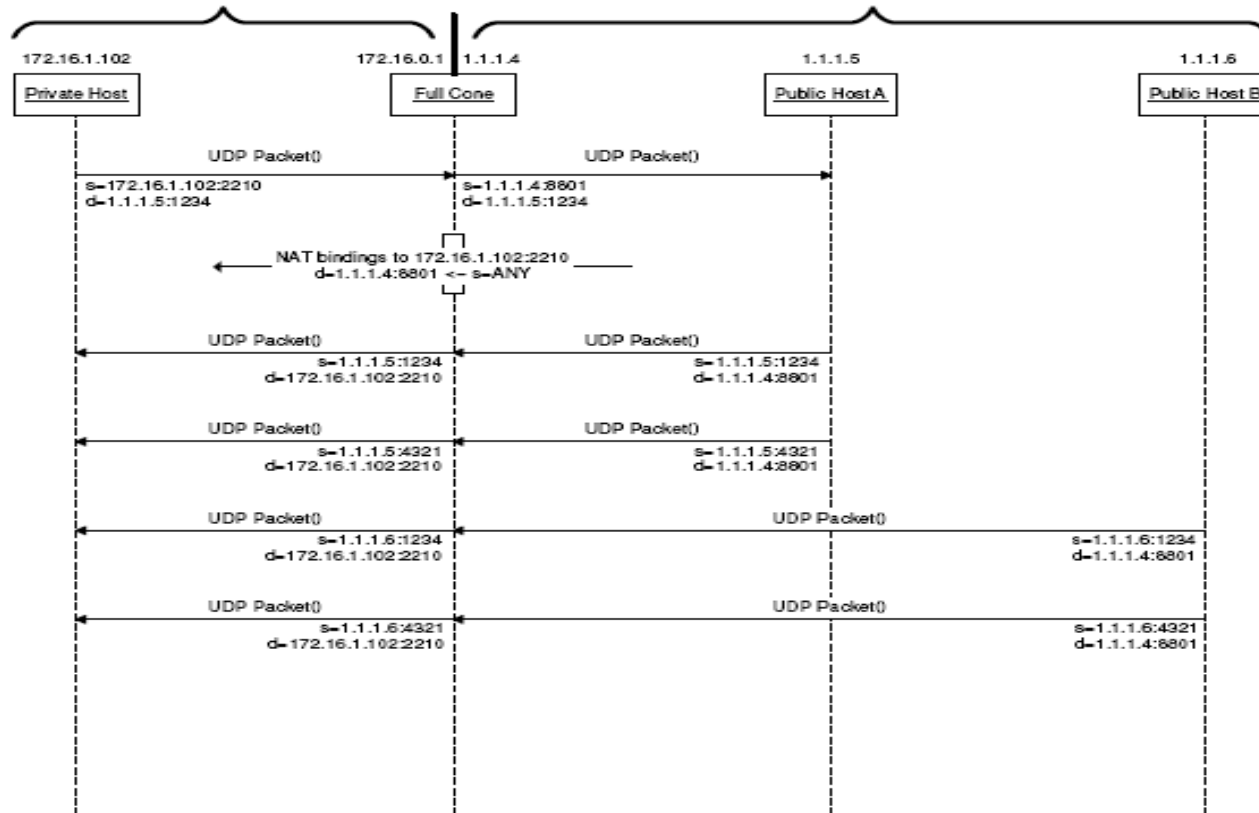 172.16.1.102 172.16.0.1 1.1.1.4 1.1.1.5 1.1.1.6
Private Host Full Cone Public Host A Public Host B
UDP Packet() UDP Packet()
s=172.16.1.102:2210 s=1.1.1.4:8801
d=1.1.1.5:1234 d=1.1.1.5:1234
NAT bindings to 172.16.1.102:2210
d=1.1.1.4:8801 <- s=ANY
UDP Packet() UDP Packet()
s=1.1.1.5:1234 s=1.1.1.5:1234
d=172.16.1.102:2210 d=1.1.1.4:8801
UDP Packet() UDP Packet()
s=1.1.1.5:4321 s=1.1.1.5:4321
d=172.16.1.102:2210 d=1.1.1.4:8801
UDP Packet() UDP Packet()
s=1.1.1.6:1234 s=1.1.1.6:1234
d=172.16.1.102:2210 d=1.1.1.4:8801
UDP Packet() UDP Packet()
s=1.1.1.6:4321 s=1.1.1.6:4321
d=172.16.1.102:2210 d=1.1.1.4:8801